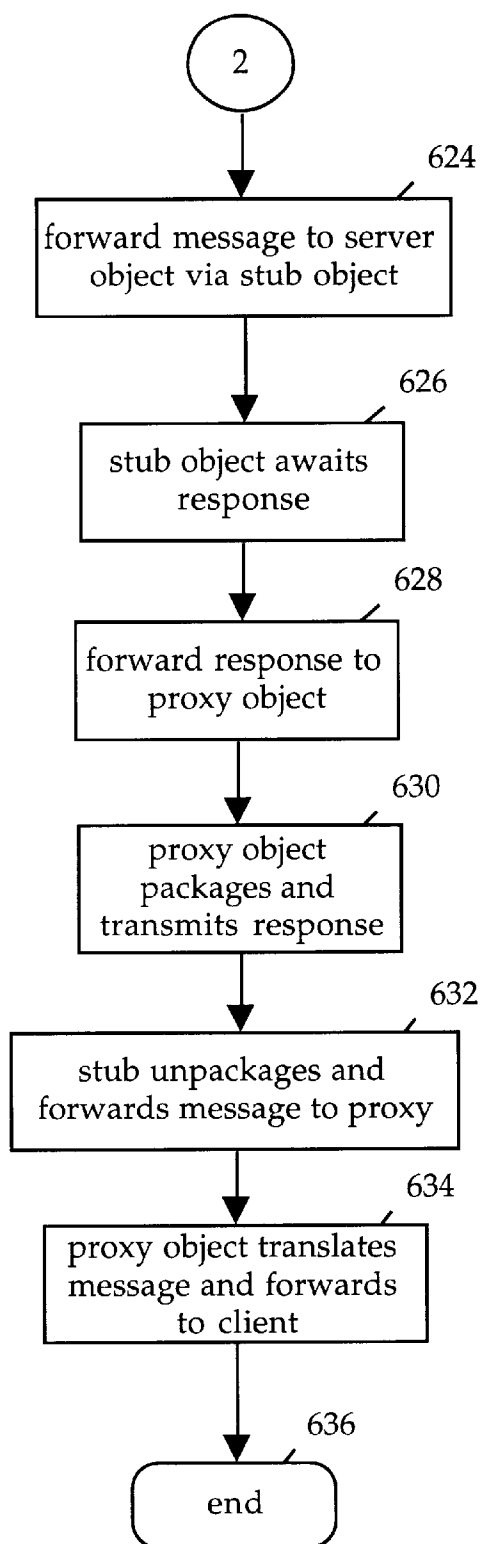 2
624
forward message to server
object via stub object
626
stub object awaits
response
628
forward response to
proxy object
630
proxy object
packages and
transmits response
632
stub unpackages and
forwards message to proxy
634
proxy object translates
message and forwards
to client
636
end